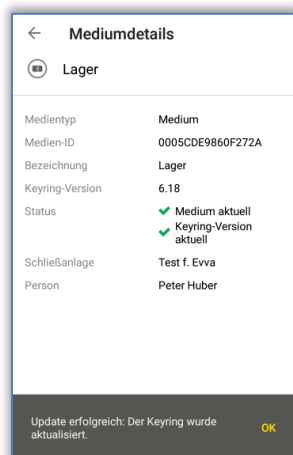 Mediumdetails
Lager
Medientyp Medium
Medien-ID 0005CDE9860F272A
Bezeichnung Lager
Keyring-Version 6.18
Status Medium aktuell
Keyring-Version
aktuell
Schließanlage Test f. Evva
Person Peter Huber
Update erfolgreich: Der Keyring wurde OK
aktualisiert.